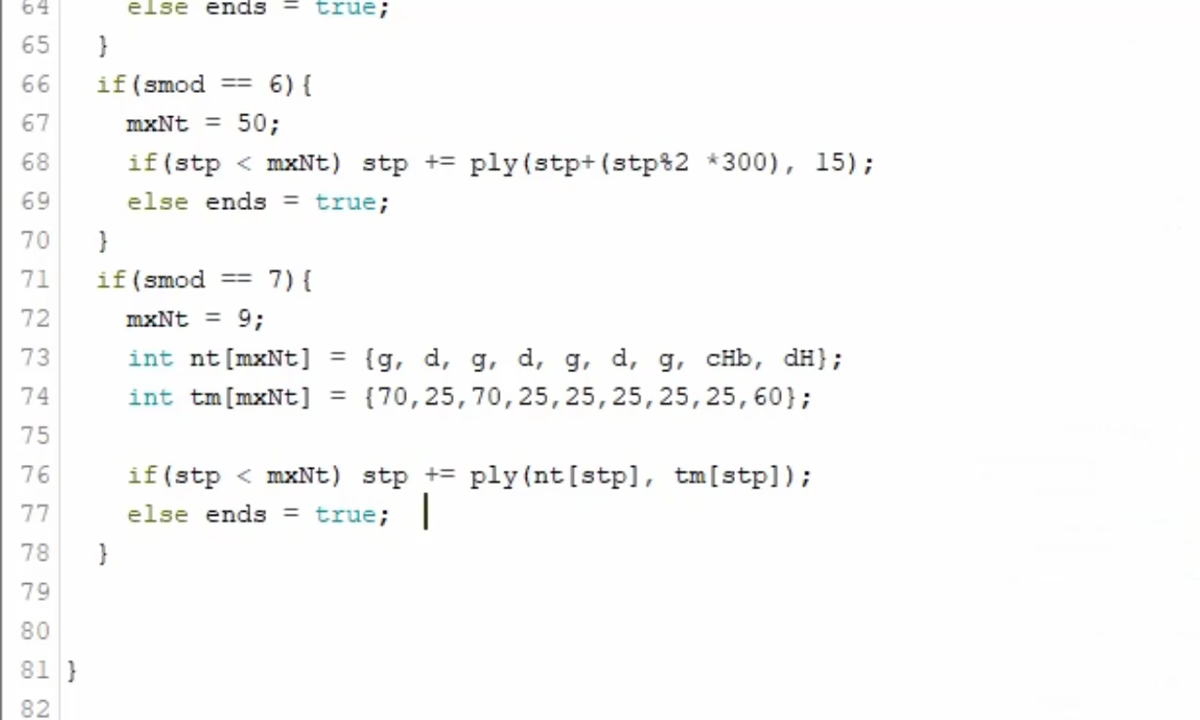 64     else ends = true;
65   }
66   if(smod == 6){
67     mxNt = 50;
68     if(stp < mxNt) stp += ply(stp+(stp%2 *300), 15);
69     else ends = true;
70   }
71   if(smod == 7){
72     mxNt = 9;
73     int nt[mxNt] = {g, d, g, d, g, d, g, cHb, dH};
74     int tm[mxNt] = {70,25,70,25,25,25,25,25,60};
75
76     if(stp < mxNt) stp += ply(nt[stp], tm[stp]);
77     else ends = true;
78   }
79
80
81 }
82